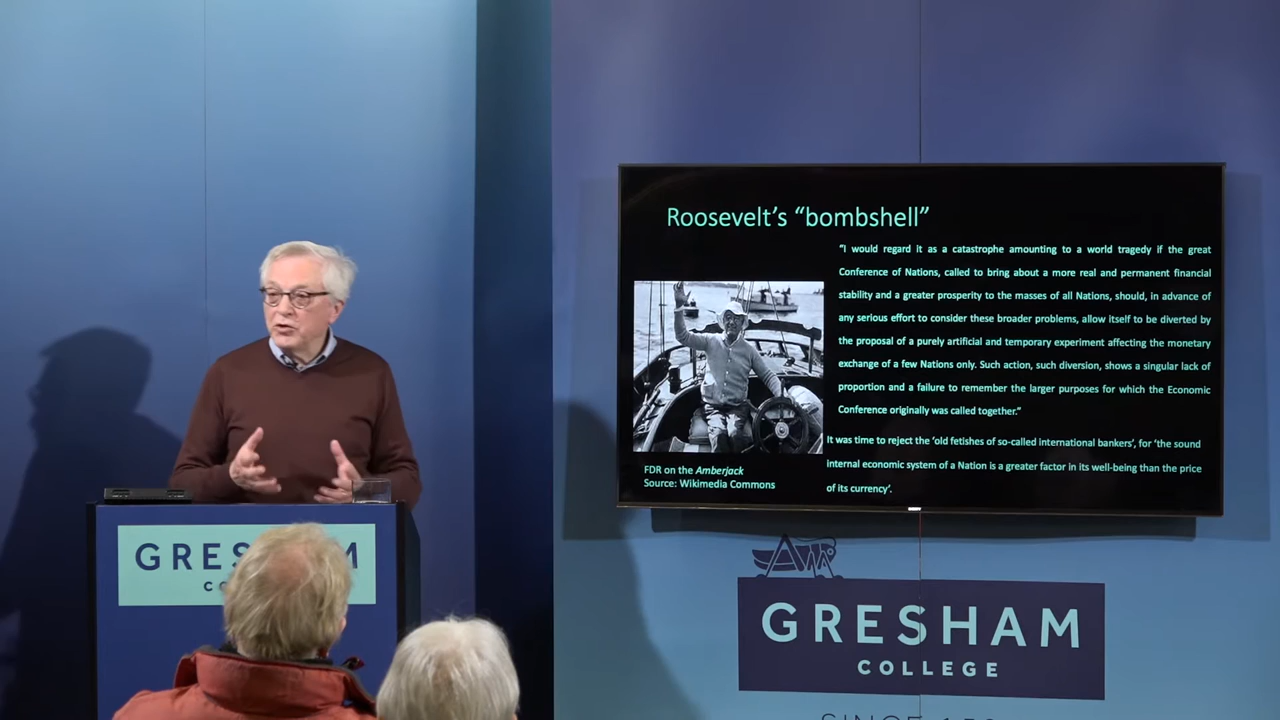 Roosevelt's “bombshell”
“I would regard it as a catastrophe amounting to a world tragedy if the great
Conference of Nations, called to bring about a more real and permanent financial
stability and a greater prosperity to the masses of all Nations, should, in advance of
any serious effort to consider these broader problems, allow itself to be diverted by
the proposal of a purely artificial and temporary experiment affecting the monetary
exchange of a few Nations only. Such action, such diversion, shows a singular lack of
proportion and a failure to remember the larger purposes for which the Economic
Conference originally was called together.”
It was time to reject the ‘old fetishes of so-called international bankers’, for ‘the sound
internal economic system of a Nation is a greater factor in its well-being than the price
of its currency’.
FDR on the Amberjack
Source: Wikimedia Commons
GRES M
CO
GRESHAM
COLLEGE
SINCE